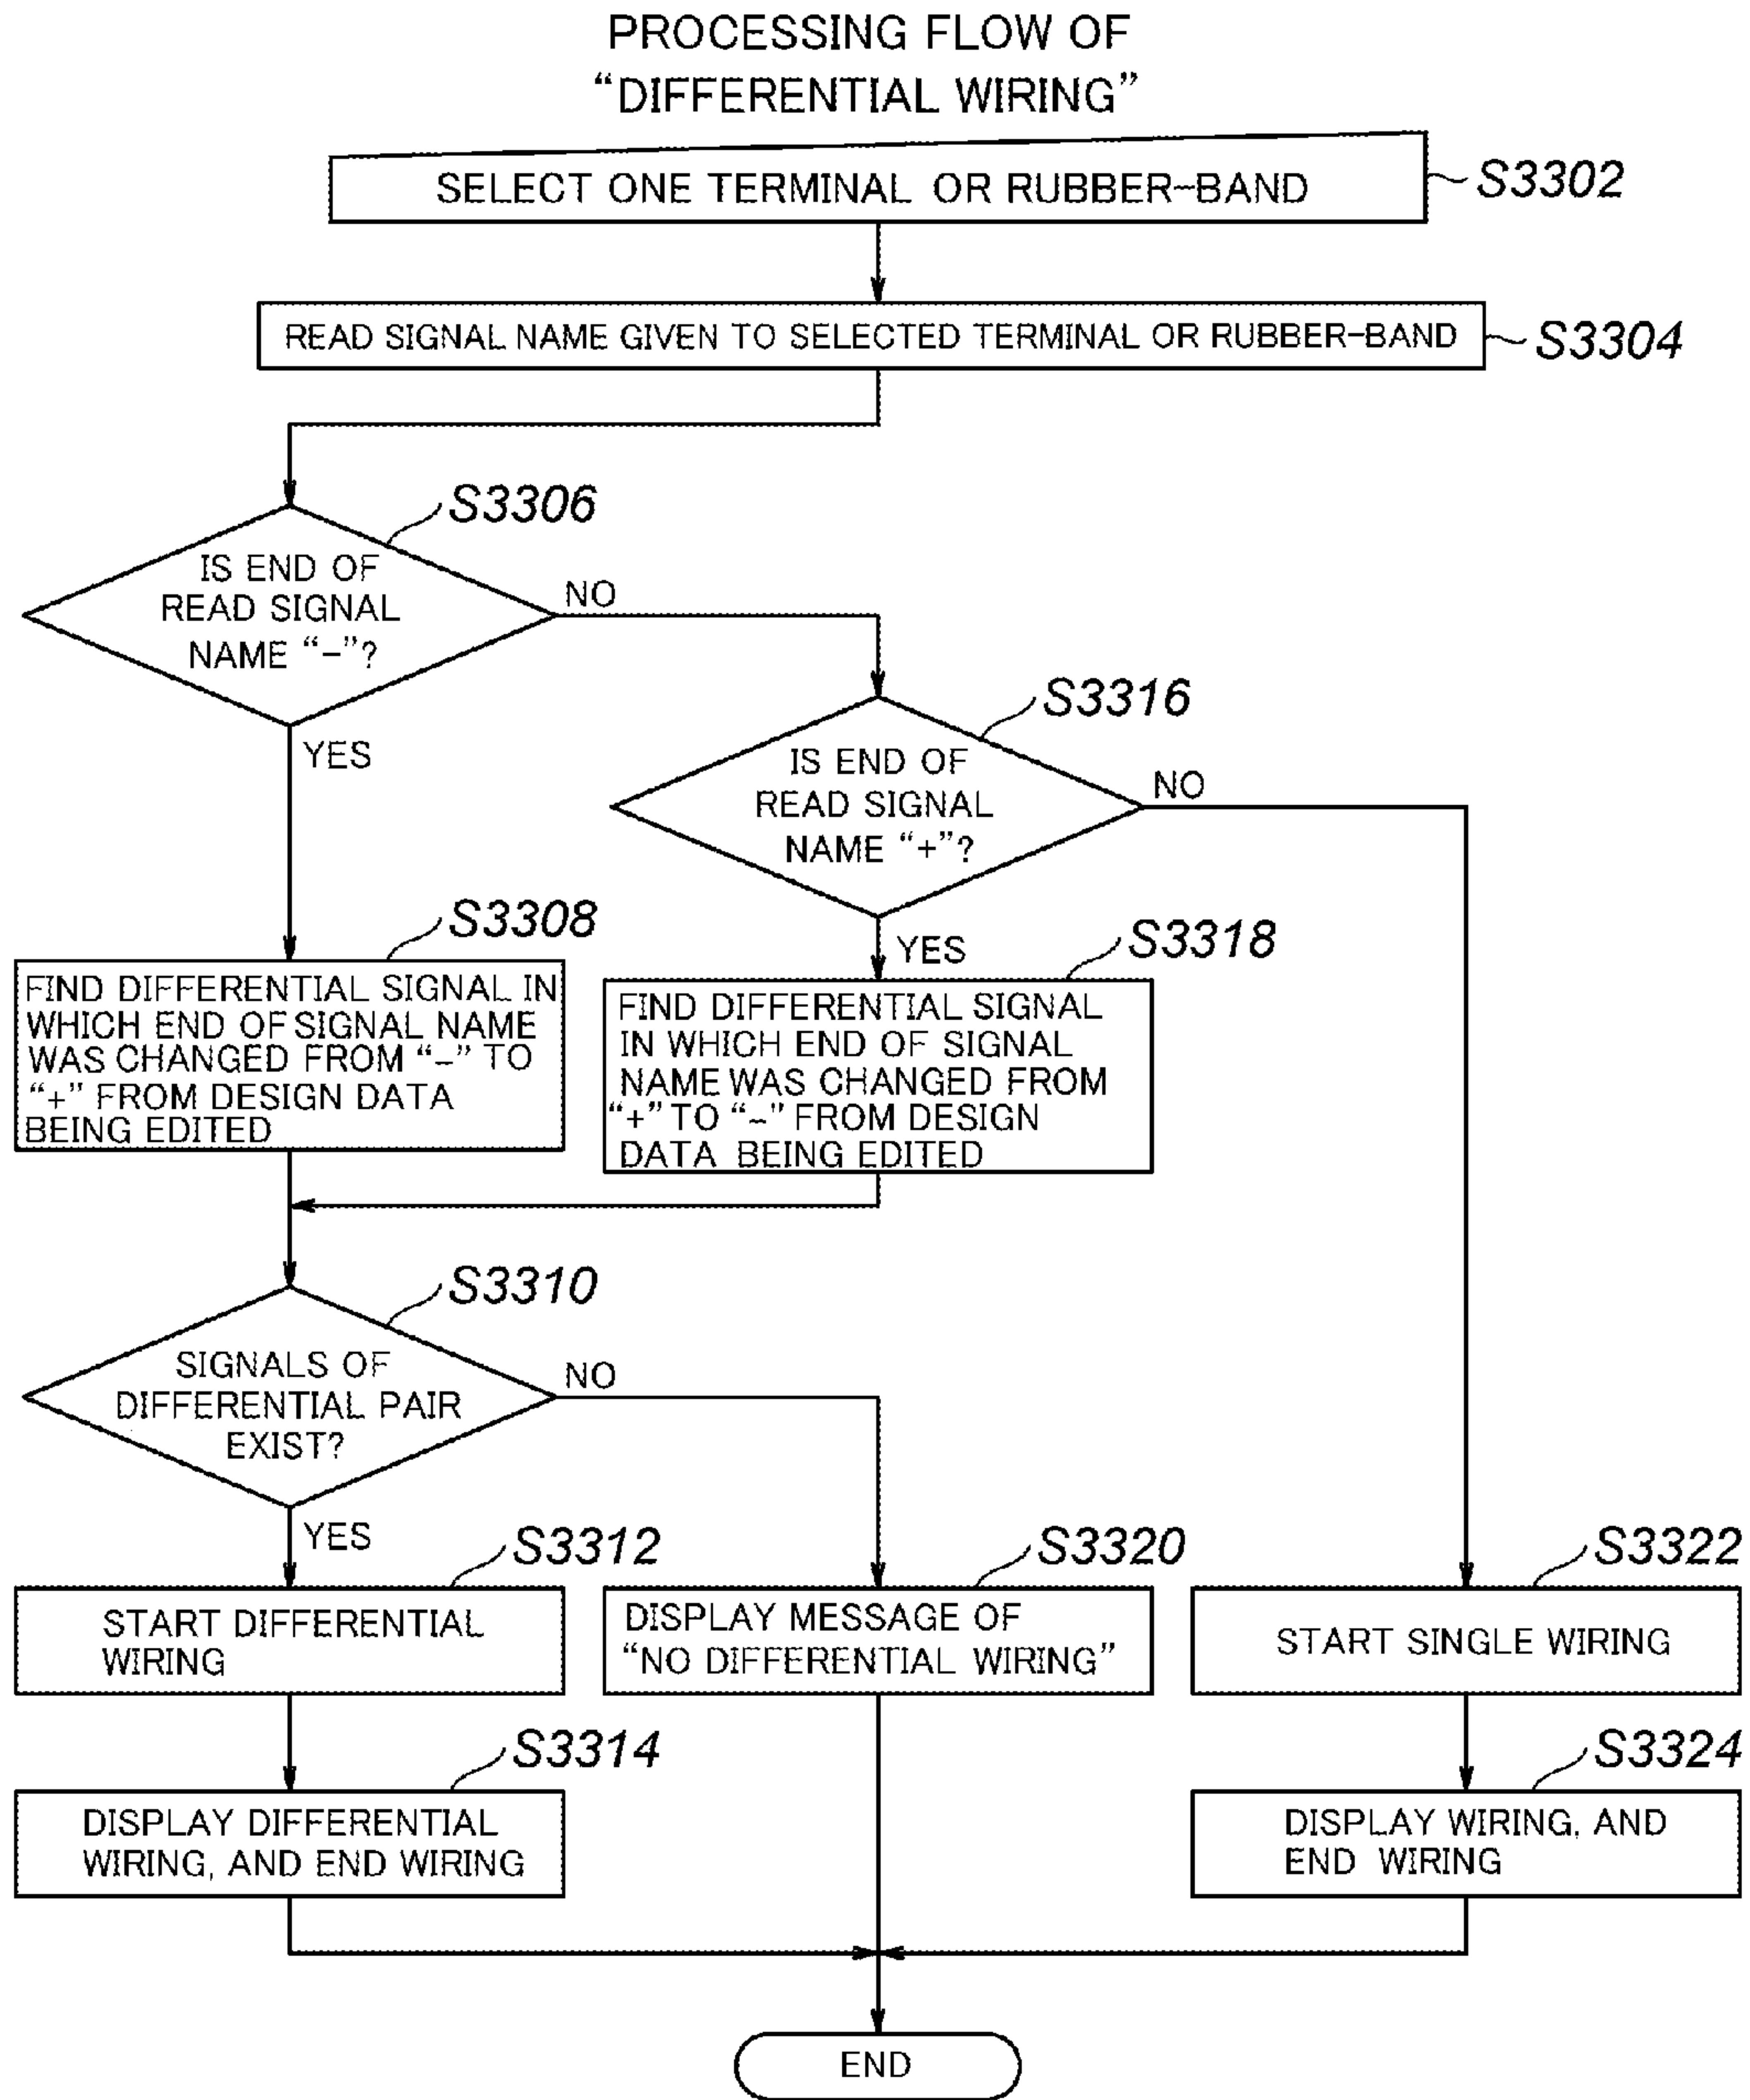 PROCESSING FLOW OF
“DIFFERENTIAL WIRING”
SELECT ONE TERMINAL OR RUBBER-BAND
S3302
READ SIGNAL NAME GIVEN TO SELECTED TERMINAL OR RUBBER-BAND
S3304
S3306
IS END OF
READ SIGNAL
NAME “-”?
NO
YES
S3316
IS END OF
READ SIGNAL
NAME “+”?
NO
YES
S3308
FIND DIFFERENTIAL SIGNAL IN
WHICH END OF SIGNAL NAME
WAS CHANGED FROM “-” TO
“+” FROM DESIGN DATA
BEING EDITED
S3318
FIND DIFFERENTIAL SIGNAL
IN WHICH END OF SIGNAL
NAME WAS CHANGED FROM
“+” TO “-” FROM DESIGN
DATA BEING EDITED
S3310
SIGNALS OF
DIFFERENTIAL PAIR
EXIST?
NO
YES
S3312
START DIFFERENTIAL
WIRING
S3320
DISPLAY MESSAGE OF
“NO DIFFERENTIAL WIRING”
S3322
START SINGLE WIRING
S3314
DISPLAY DIFFERENTIAL
WIRING, AND END WIRING
S3324
DISPLAY WIRING, AND
END WIRING
END